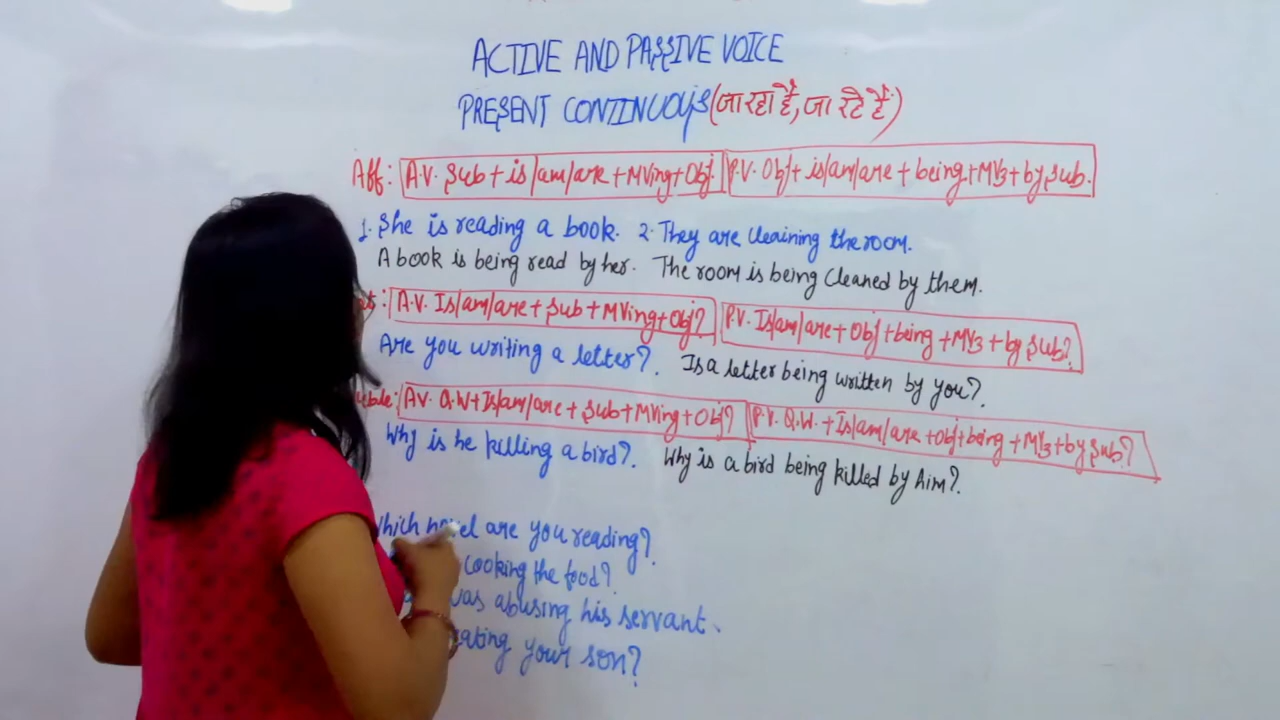 ACTIVE AND PASSIVE VOICE
PRESENT CONTINUOUS (जा रहा है, जा रहे हैं)
Aff: A.V. Sub + is/am/are + MVing + Obj. P.V. Obj + is/am/are + being + MV3 + by sub.
1. She is reading a book. 2. They are cleaining the room.
A book is being read by her. The room is being cleaned by them.
A.V. Is/am/are + sub + MVing + Obj? P.V. Is/am/are + Obj + being + MV3 + by sub?
Are you writing a letter? Is a letter being written by you?
A.V. Q.W + Is/am/are + sub + MVing + Obj? P.V. Q.W. + Is/am/are + Obj + being + MV3 + by sub?
Why is he killing a bird? Why is a bird being killed by him?
are you reading?
cooking the food?
was abusing his servant.
your son?